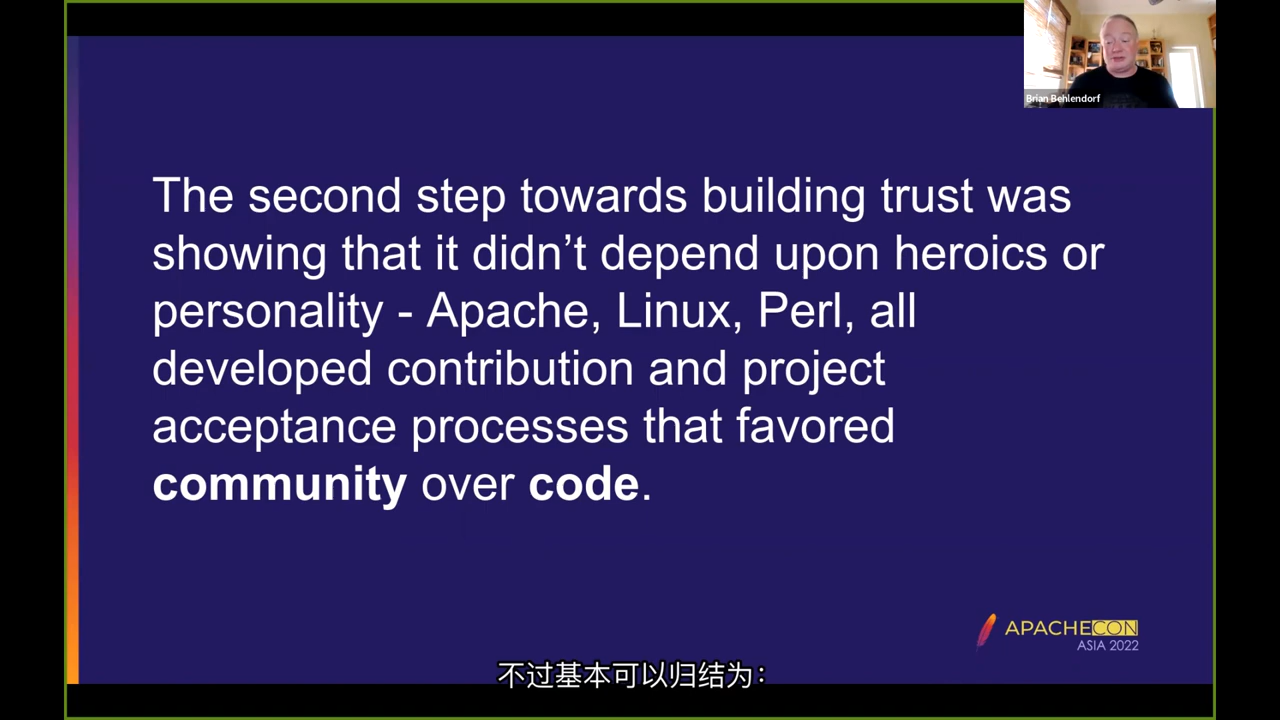 Brian Behlendorf
The second step towards building trust was
showing that it didn’t depend upon heroics or
personality - Apache, Linux, Perl, all
developed contribution and project
acceptance processes that favored
community over code.
APACHECON
ASIA 2022
不过基本可以归结为：